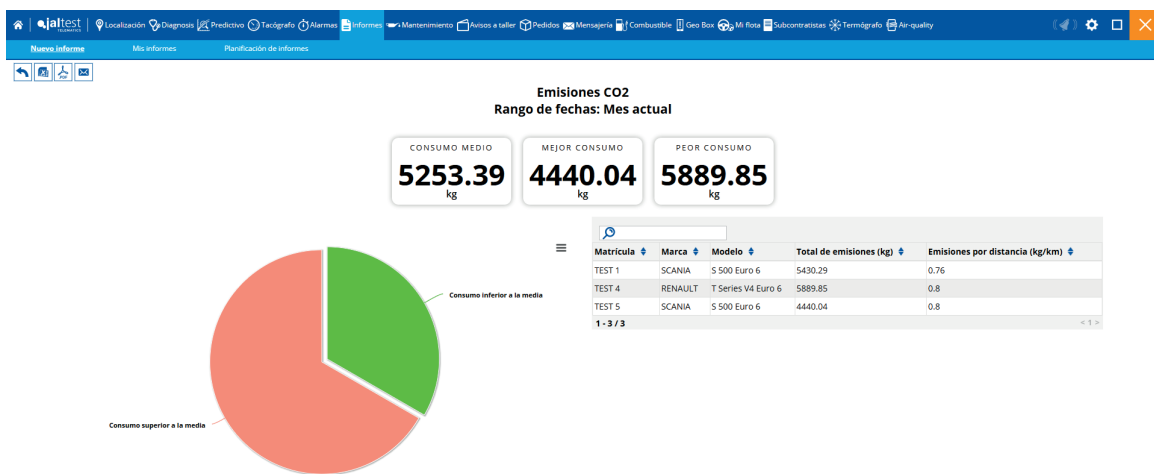 jaltest TELEMATICS Localización Diagnosis Predictivo Tacógrafo Alarmas Informes Mantenimiento Avisos a taller Pedidos Mensajería Combustible Geo Box Mi flota Subcontratistas Termógrafo Air-quality
Nuevo informe Mis informes Planificación de informes
PDF
Emisiones CO2
Rango de fechas: Mes actual
CONSUMO MEDIO MEJOR CONSUMO PEOR CONSUMO
5253.39 4440.04 5889.85
kg kg kg
Matrícula Marca Modelo Total de emisiones (kg) Emisiones por distancia (kg/km)
TEST 1 SCANIA S 500 Euro 6 5430.29 0.76
TEST 4 RENAULT T Series V4 Euro 6 5889.85 0.8
TEST 5 SCANIA S 500 Euro 6 4440.04 0.8
1 - 3 / 3 < 1 >
Consumo inferior a la media
Consumo superior a la media